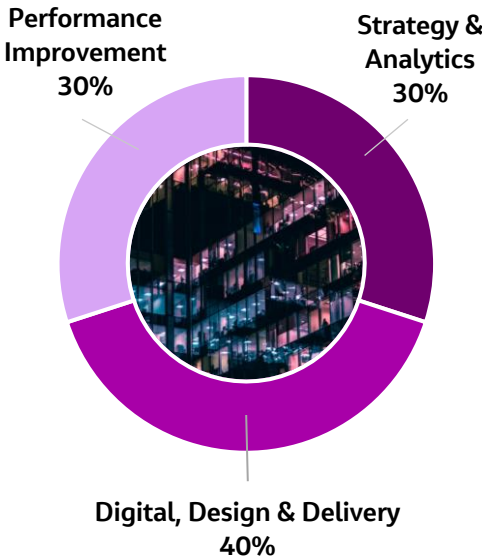 Performance
Improvement
30%
Strategy &
Analytics
30%
Digital, Design & Delivery
40%